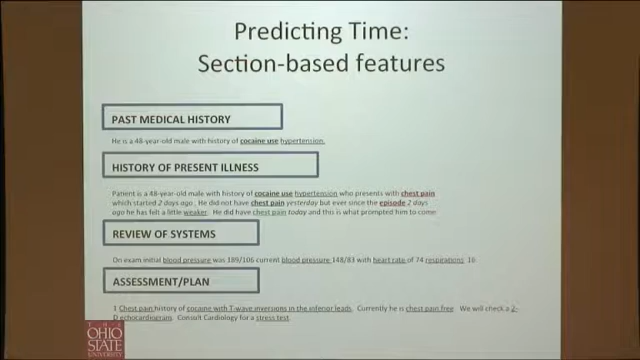 Predicting Time:
Section-based features
PAST MEDICAL HISTORY
He is a 48-year-old male with history of cocaine use hypertension.
HISTORY OF PRESENT ILLNESS
Patient is a 48-year-old male with history of cocaine use hypertension who presents with chest pain
which started 2 days ago. He did not have chest pain yesterday but ever since the episode 2 days
ago he has felt a little weaker. He did have chest pain today and this is what prompted him to come
REVIEW OF SYSTEMS
On exam initial blood pressure was 189/106 current blood pressure 148/83 with heart rate of 74 respirations 16
ASSESSMENT/PLAN
1 Chest pain history of cocaine with T-wave inversions in the inferior leads. Currently he is chest pain free. We will check a 2-
D echocardiogram. Consult Cardiology for a stress test.
THE
OHIO
STATE
UNIVERSITY